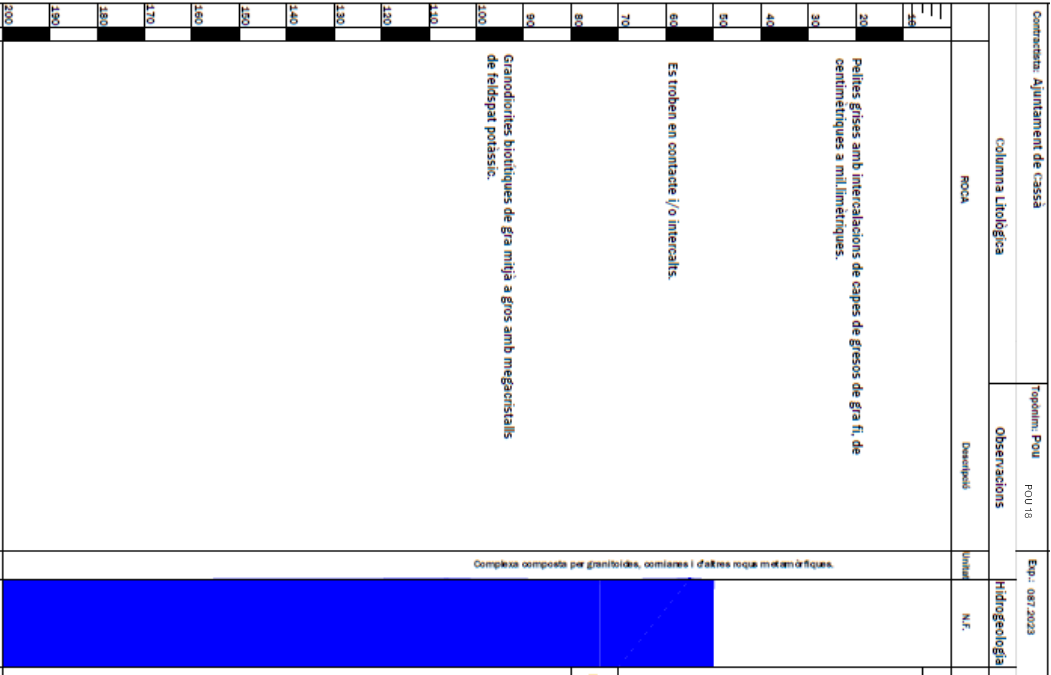 Contractista: Ajuntament de Cassà
Topònim: Pou POU 18
Exp.: 087.2023
Columna Litològica
Observacions
Hidrogeologia
ROCA
Descripció
Unitat
N.F.
20
30
40
50
60
70
80
90
100
110
120
130
140
150
160
170
180
190
200
Pelites grises amb intercalacions de capes de gresos de gra fi, de
centimètriques a mil.limètriques.
Es troben en contacte i/o intercalts.
Granodiorites biotítiques de gra mitjà a gros amb megacristalls
de feldspat potàssic.
Complexa composta per granitoides, cornianes i d'altres roques metamòrfiques.